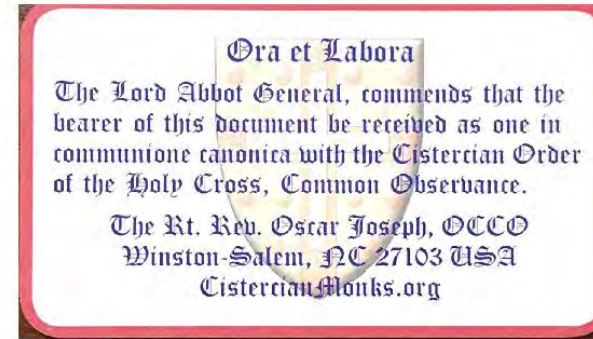 Ora et Labora
The Lord Abbot General, commends that the
bearer of this document be received as one in
communione canonica with the Cistercian Order
of the Holy Cross, Common Observance.
The Rt. Rev. Oscar Joseph, OCCO
Winston-Salem, NC 27103 USA
CistercianMonks.org